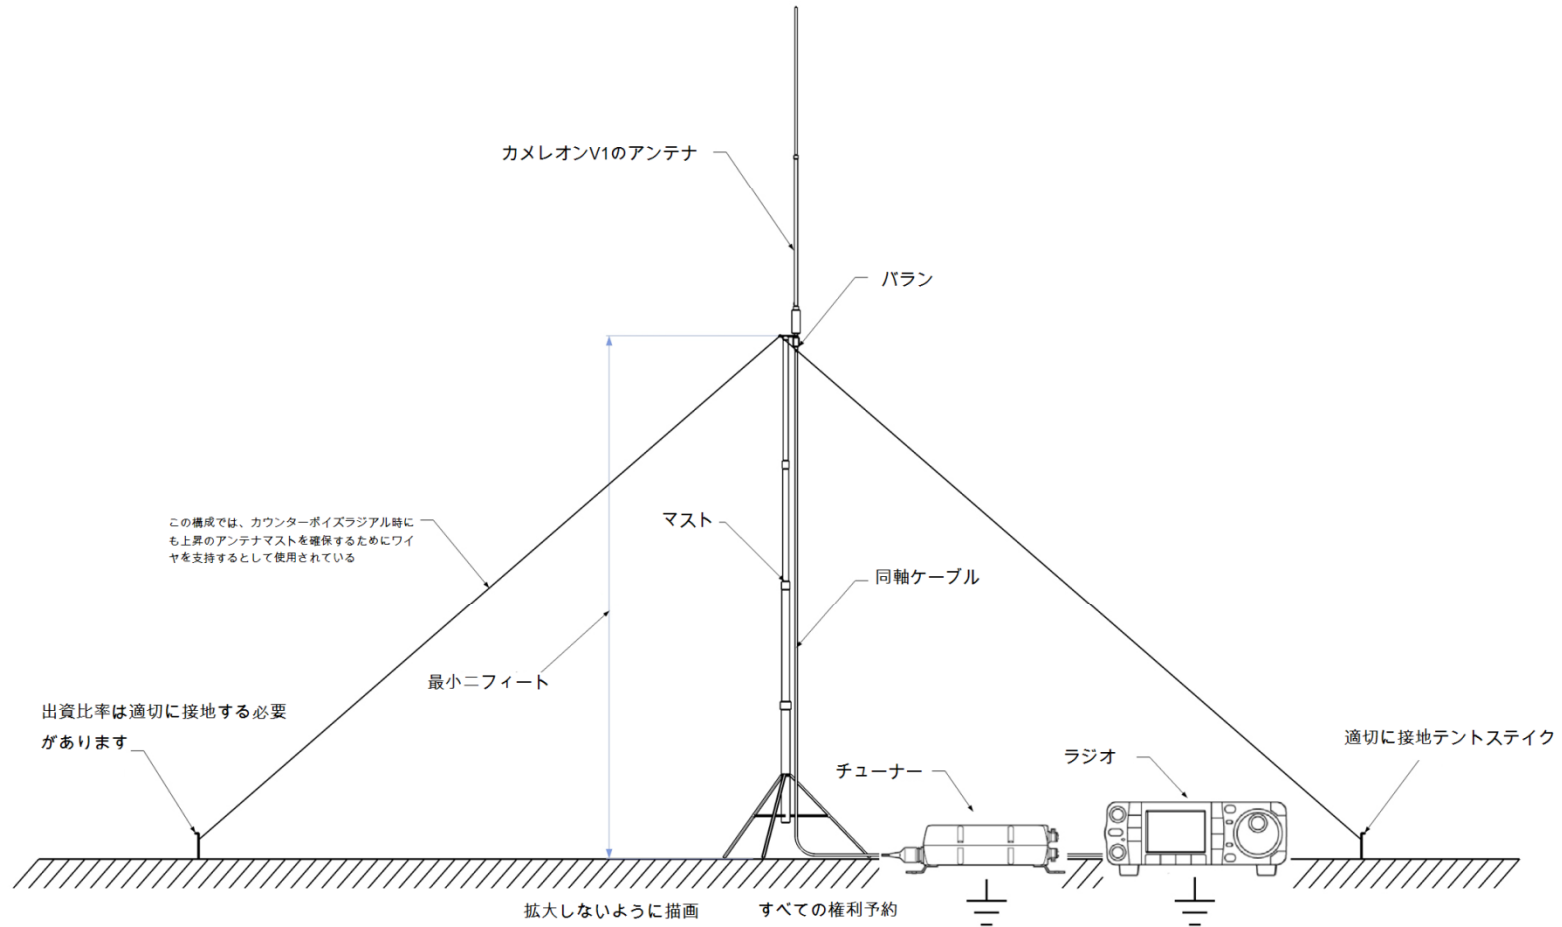 カメレオンV1のアンテナ
バラン
この構成では、カウンターポイズラジアル時に
も上昇のアンテナマストを確保するためにワイ
ヤを支持するとして使用されている
マスト
同軸ケーブル
最小二フィート
出資比率は適切に接地する必要
があります
チューナー
ラジオ
適切に接地テントステイク
拡大しないように描画
すべての権利予約